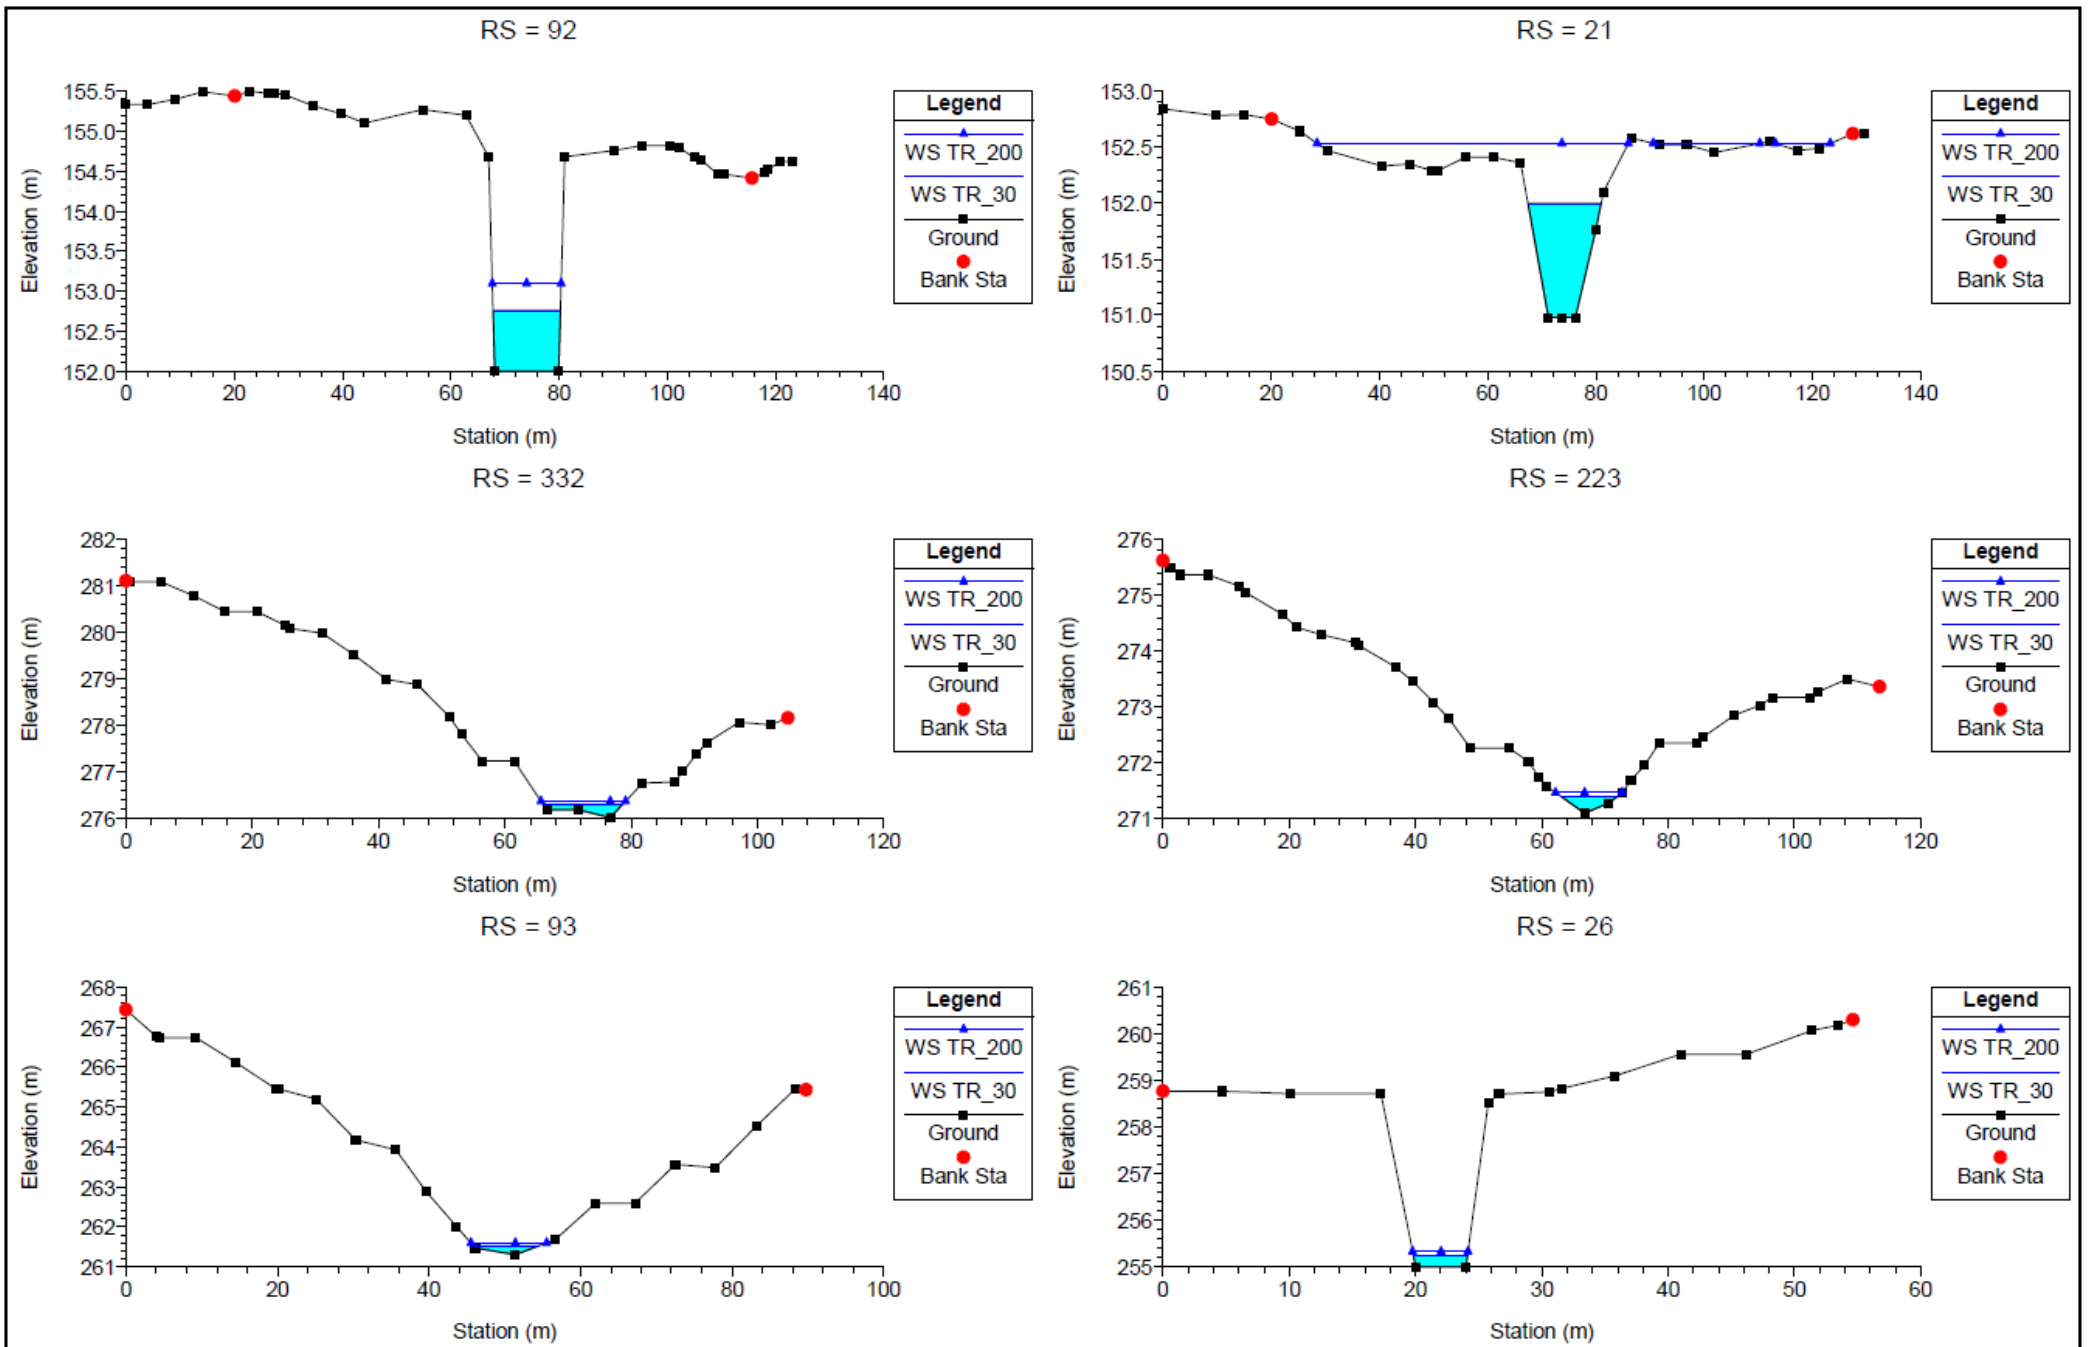 RS = 92
155.5
155.0
154.5
154.0
153.5
153.0
152.5
152.0
0
20
40
60
80
100
120
140
Elevation (m)
Station (m)
Legend
WS TR_200
WS TR_30
Ground
Bank Sta
RS = 21
153.0
152.5
152.0
151.5
151.0
150.5
0
20
40
60
80
100
120
140
Elevation (m)
Station (m)
Legend
WS TR_200
WS TR_30
Ground
Bank Sta
RS = 332
282
281
280
279
278
277
276
0
20
40
60
80
100
120
Elevation (m)
Station (m)
Legend
WS TR_200
WS TR_30
Ground
Bank Sta
RS = 223
276
275
274
273
272
271
0
20
40
60
80
100
120
Elevation (m)
Station (m)
Legend
WS TR_200
WS TR_30
Ground
Bank Sta
RS = 93
268
267
266
265
264
263
262
261
0
20
40
60
80
100
Elevation (m)
Station (m)
Legend
WS TR_200
WS TR_30
Ground
Bank Sta
RS = 26
261
260
259
258
257
256
255
0
10
20
30
40
50
60
Elevation (m)
Station (m)
Legend
WS TR_200
WS TR_30
Ground
Bank Sta